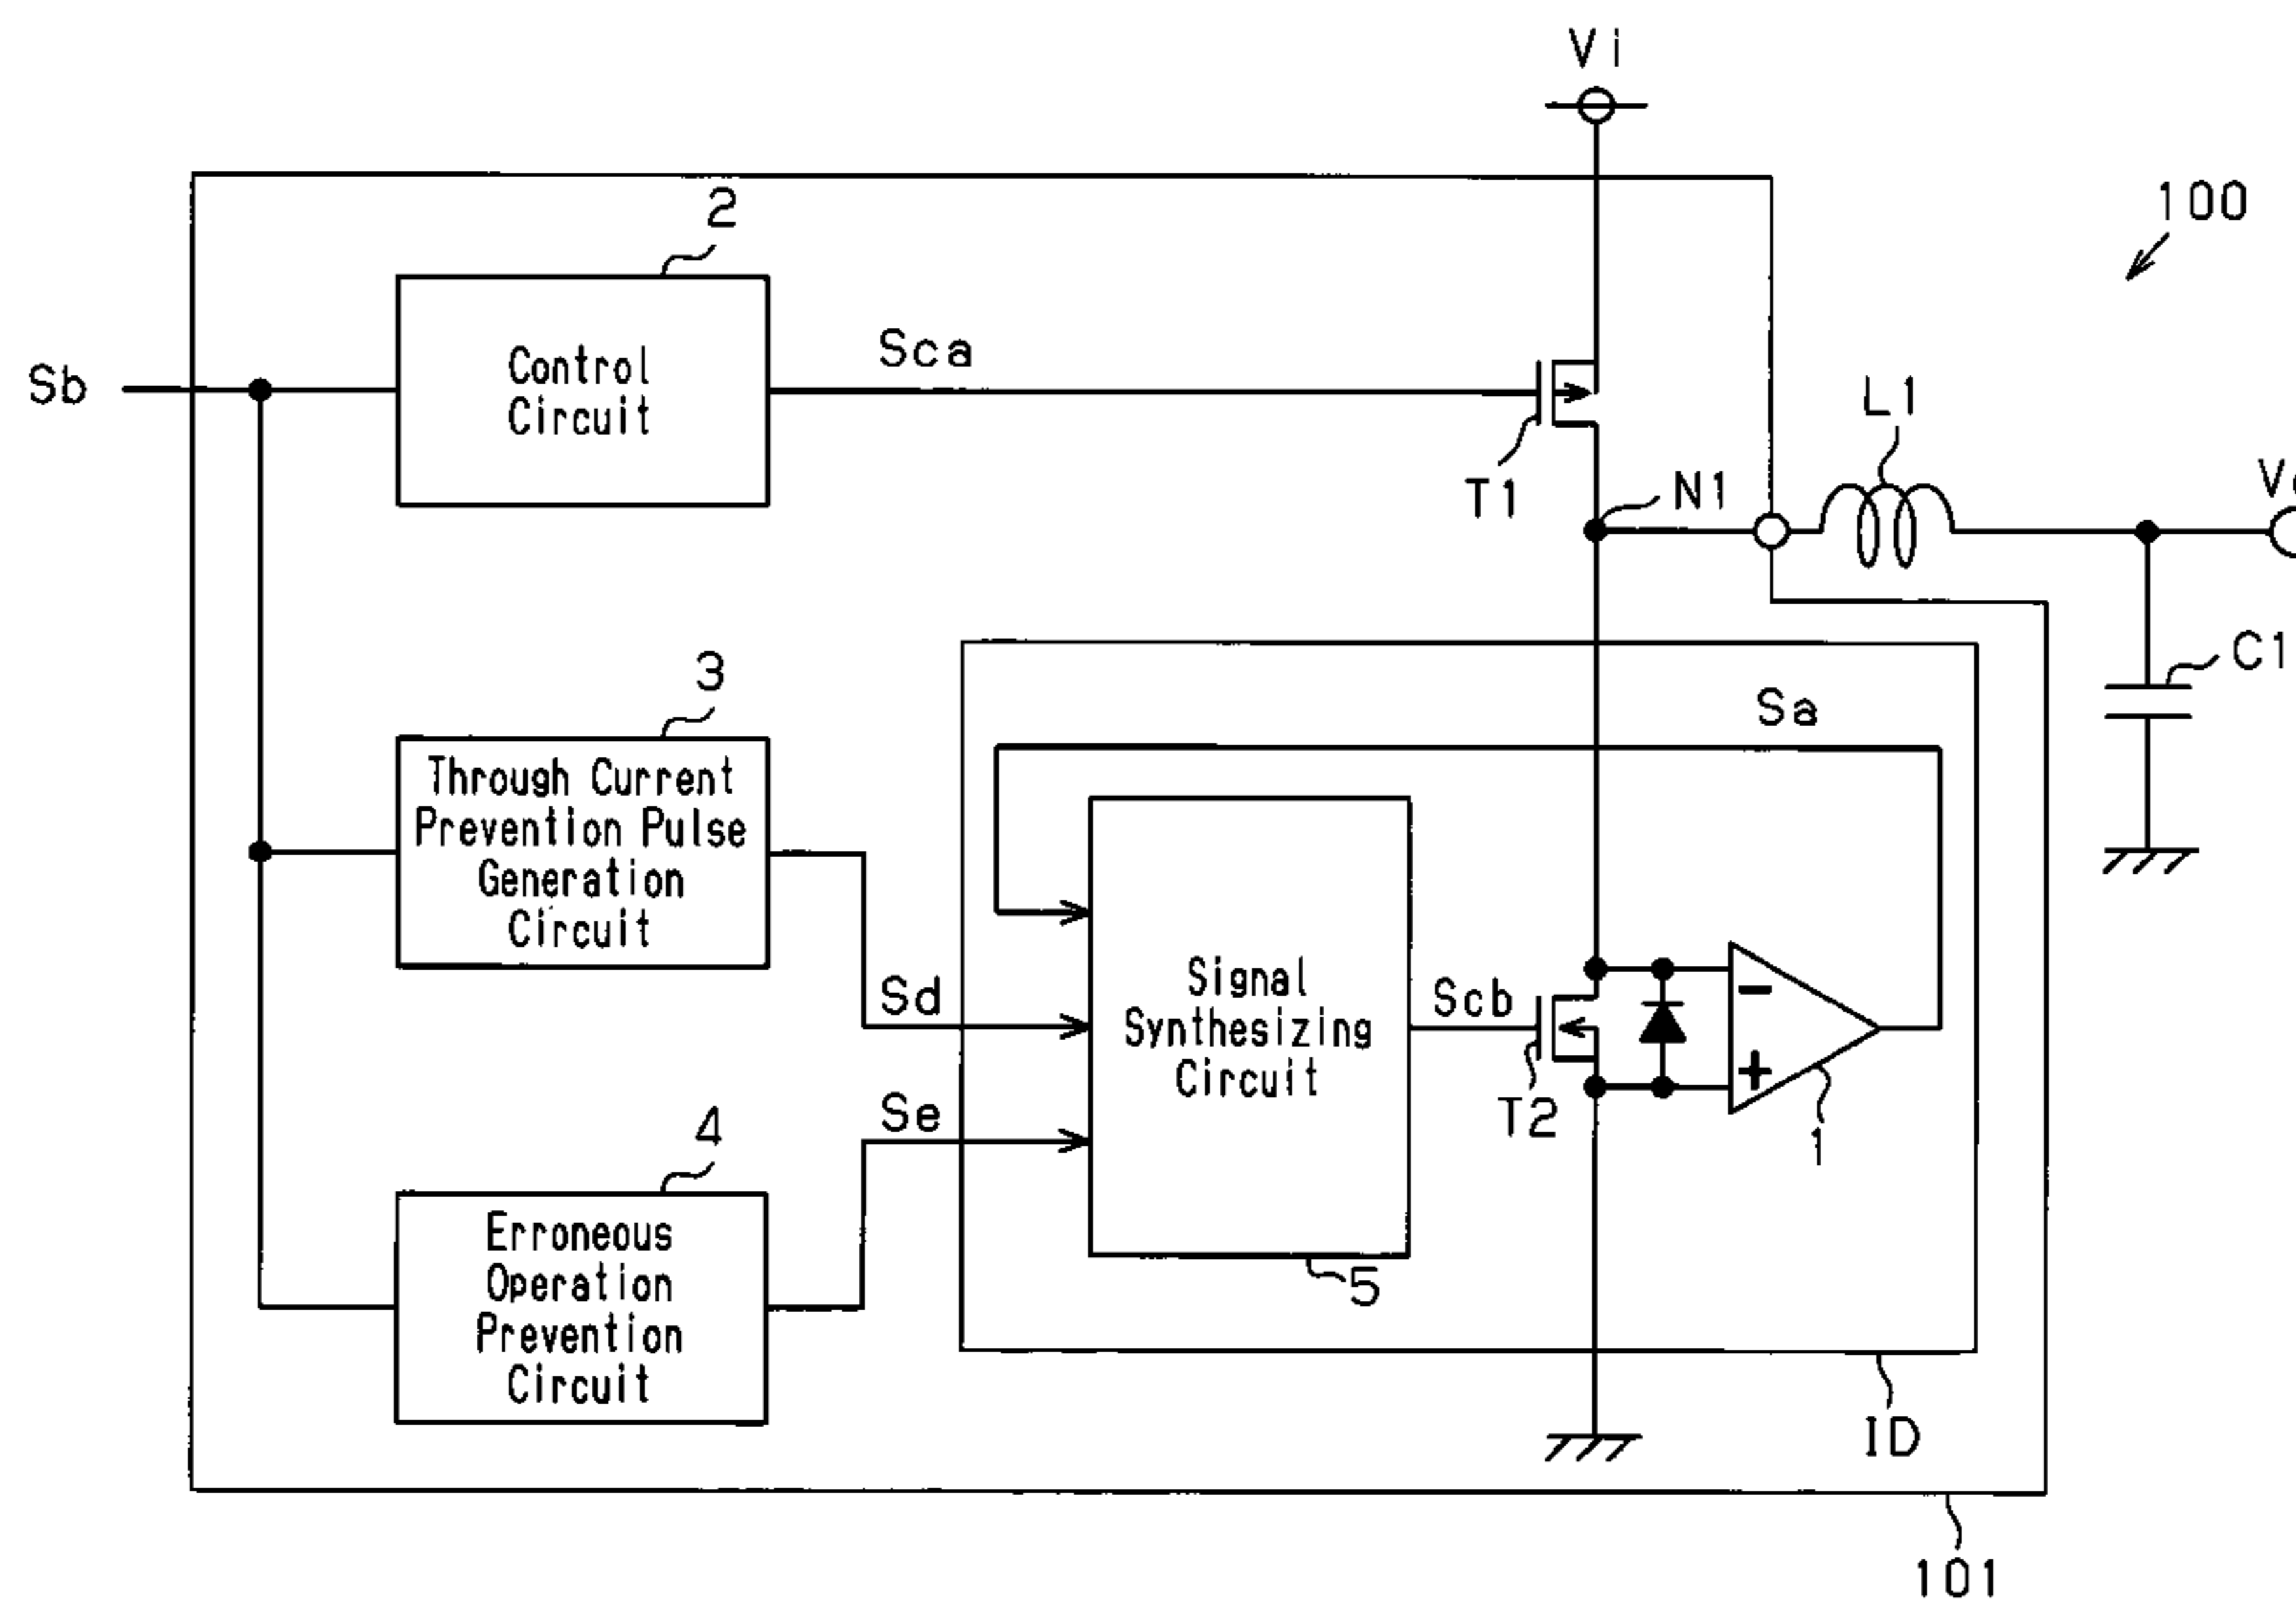 Vi
100
2
Control
Circuit
Sca
Sb
L1
T1
N1
C1
3
Through Current
Prevention Pulse
Generation
Circuit
Sa
Sd
Signal
Synthesizing
Circuit
Scb
T2
1
Se
4
Erroneous
Operation
Prevention
Circuit
5
ID
101